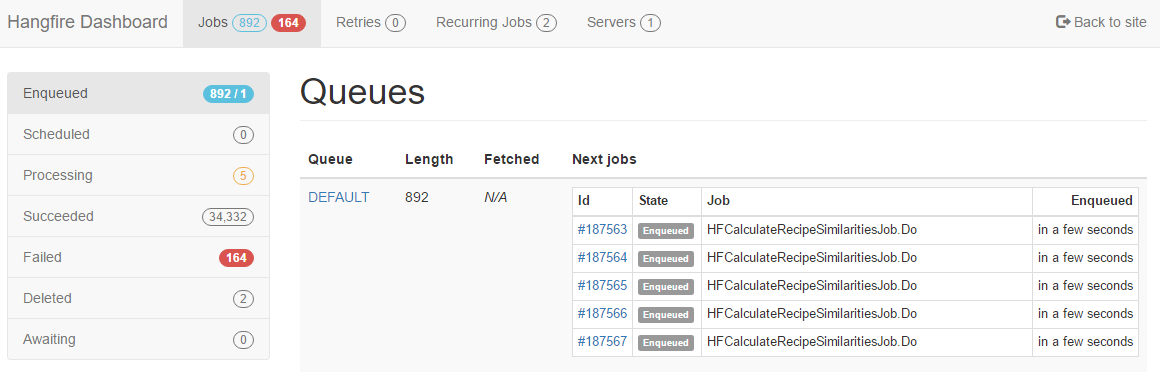 Hangfire Dashboard Jobs 892 164 Retries 0 Recurring Jobs 2 Servers 1 Back to site
Enqueued 892 / 1
Scheduled 0
Processing 5
Succeeded 34,332
Failed 164
Deleted 2
Awaiting 0
Queues
Queue Length Fetched Next jobs
DEFAULT 892 N/A
Id State Job Enqueued
#187563 Enqueued HFCalculateRecipeSimilaritiesJob.Do in a few seconds
#187564 Enqueued HFCalculateRecipeSimilaritiesJob.Do in a few seconds
#187565 Enqueued HFCalculateRecipeSimilaritiesJob.Do in a few seconds
#187566 Enqueued HFCalculateRecipeSimilaritiesJob.Do in a few seconds
#187567 Enqueued HFCalculateRecipeSimilaritiesJob.Do in a few seconds